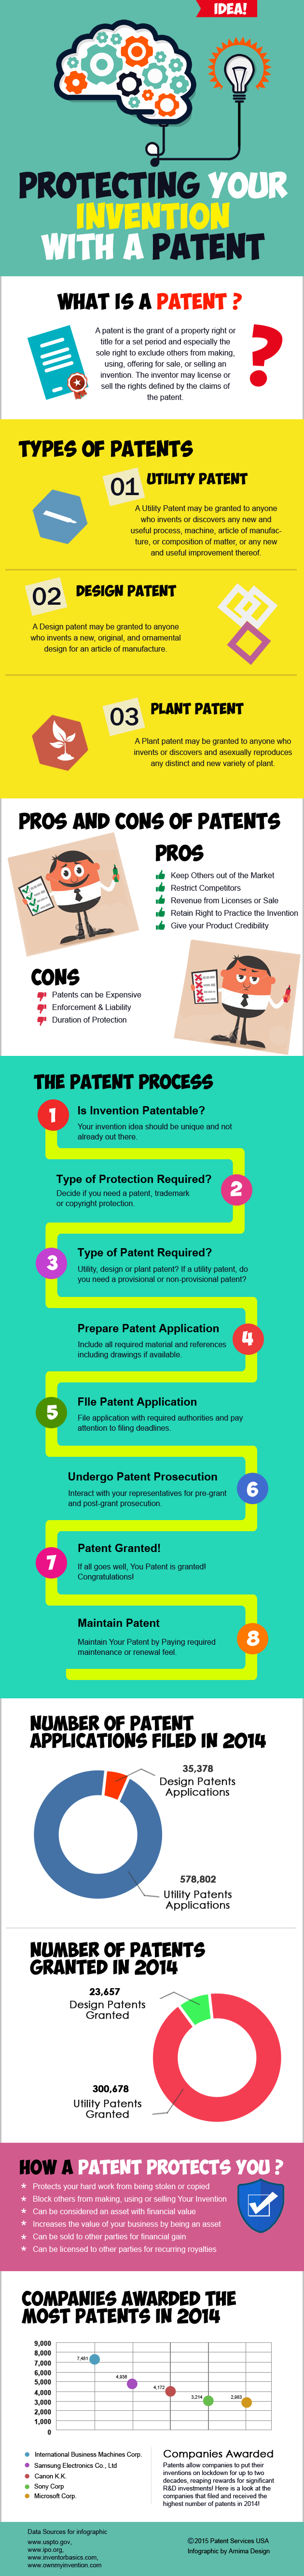 IDEA!
PROTECTING YOUR
INVENTION
WITH A PATENT
WHAT IS A PATENT ?
A patent is the grant of a property right or
title for a set period and especially the
sole right to exclude others from making,
using, offering for sale, or selling an
invention. The inventor may license or
sell the rights defined by the claims of
the patent.
?
TYPES OF PATENTS
01 UTILITY PATENT
A Utility Patent may be granted to anyone
who invents or discovers any new and
useful process, machine, article of manufac-
ture, or composition of matter, or any new
and useful improvement thereof.
02 DESIGN PATENT
A Design patent may be granted to anyone
who invents a new, original, and ornamental
design for an article of manufacture.
03 PLANT PATENT
A Plant patent may be granted to anyone who
invents or discovers and asexually reproduces
any distinct and new variety of plant.
PROS AND CONS OF PATENTS
PROS
Keep Others out of the Market
Restrict Competitors
Revenue from Licenses or Sale
Retain Right to Practice the Invention
Give your Product Credibility
CONS
Patents can be Expensive
Enforcement & Liability
Duration of Protection
THE PATENT PROCESS
1
Is Invention Patentable?
Your invention idea should be unique and not
already out there.
Type of Protection Required?
Decide if you need a patent, trademark
or copyright protection.
2
3
Type of Patent Required?
Utility, design or plant patent? If a utility patent, do
you need a provisional or non-provisional patent?
Prepare Patent Application
Include all required material and references
including drawings if available.
4
5
FIle Patent Application
File application with required authorities and pay
attention to filing deadlines.
Undergo Patent Prosecution
Interact with your representatives for pre-grant
and post-grant prosecution.
6
7
Patent Granted!
If all goes well, You Patent is granted!
Congratulations!
Maintain Patent
Maintain Your Patent by Paying required
maintenance or renewal feel.
8
NUMBER OF PATENT
APPLICATIONS FILED IN 2014
35,378
Design Patents
Applications
578,802
Utility Patents
Applications
NUMBER OF PATENTS
GRANTED IN 2014
23,657
Design Patents
Granted
300,678
Utility Patents
Granted
HOW A PATENT PROTECTS YOU ?
* Protects your hard work from being stolen or copied
* Block others from making, using or selling Your Invention
* Can be considered an asset with financial value
* Increases the value of your business by being an asset
* Can be sold to other parties for financial gain
* Can be licensed to other parties for recurring royalties
COMPANIES AWARDED THE
MOST PATENTS IN 2014
9,000
8,000
7,000
6,000
5,000
4,000
3,000
2,000
1,000
0
7,481
4,936
4,172
3,214
2,983
International Business Machines Corp.
Samsung Electronics Co., Ltd
Canon K.K.
Sony Corp
Microsoft Corp.
Companies Awarded
Patents allow companies to put their
inventions on lockdown for up to two
decades, reaping rewards for significant
R&D investments! Here is a look at the
companies that filed and received the
highest number of patents in 2014!
Data Sources for infographic
www.uspto.gov,
www.ipo.org,
www.inventorbasics.com,
www.ownmyinvention.com
©2015 Patent Services USA
Infographic by Amima Design